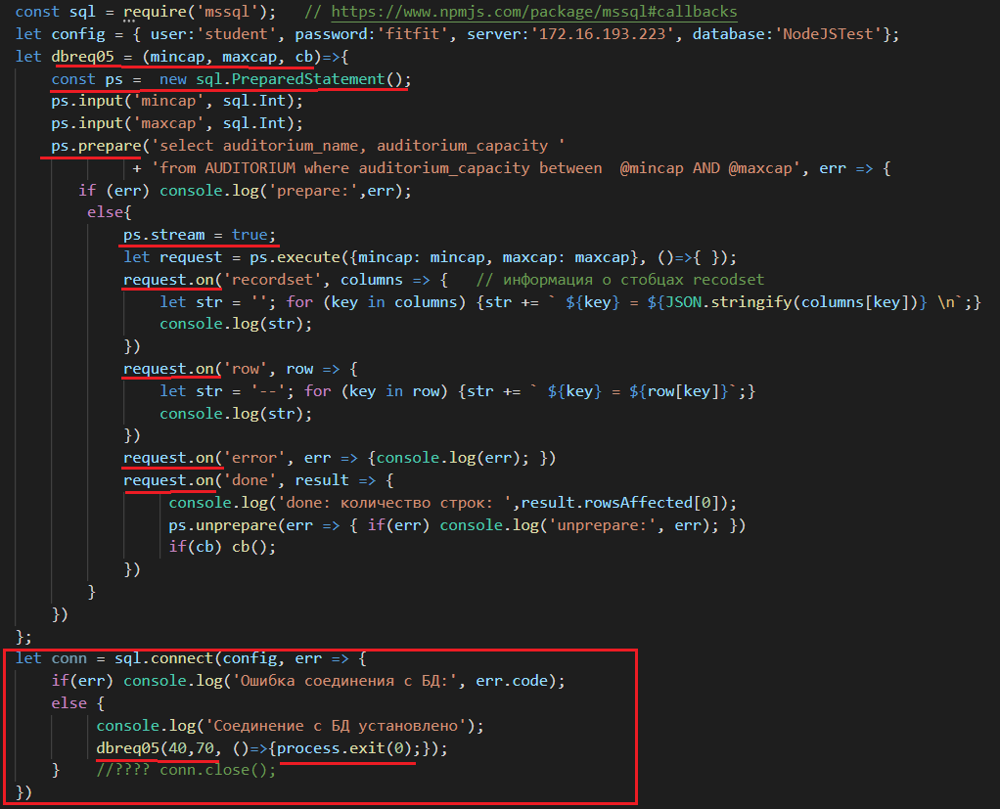 const sql = require('mssql');   // https://www.npmjs.com/package/mssql#callbacks
let config = { user:'student', password:'fitfit', server:'172.16.193.223', database:'NodeJSTest'};
let dbreq05 = (mincap, maxcap, cb)=>{
    const ps =  new sql.PreparedStatement();
    ps.input('mincap', sql.Int);
    ps.input('maxcap', sql.Int);
    ps.prepare('select auditorium_name, auditorium_capacity '
             + 'from AUDITORIUM where auditorium_capacity between  @mincap AND @maxcap', err => {
       if (err) console.log('prepare:',err);
        else{
            ps.stream = true;
            let request = ps.execute({mincap: mincap, maxcap: maxcap}, ()=>{ });
            request.on('recordset', columns => {   // информация о стобцах recodset
                let str = ''; for (key in columns) {str += ` ${key} = ${JSON.stringify(columns[key])} \n`;}
                console.log(str);
            })
            request.on('row', row => {
                let str = '--'; for (key in row) {str += ` ${key} = ${row[key]}`;}
                console.log(str);
            })
            request.on('error', err => {console.log(err); })
            request.on('done', result => {
                 console.log('done: количество строк: ',result.rowsAffected[0]);
                 ps.unprepare(err => { if(err) console.log('unprepare:', err); })
                 if(cb) cb();
            })
        }
    })
};
let conn = sql.connect(config, err => {
    if(err) console.log('Ошибка соединения с БД:', err.code);
    else {
         console.log('Соединение с БД установлено');
         dbreq05(40,70, ()=>{process.exit(0);});
    }    //???? conn.close();
})